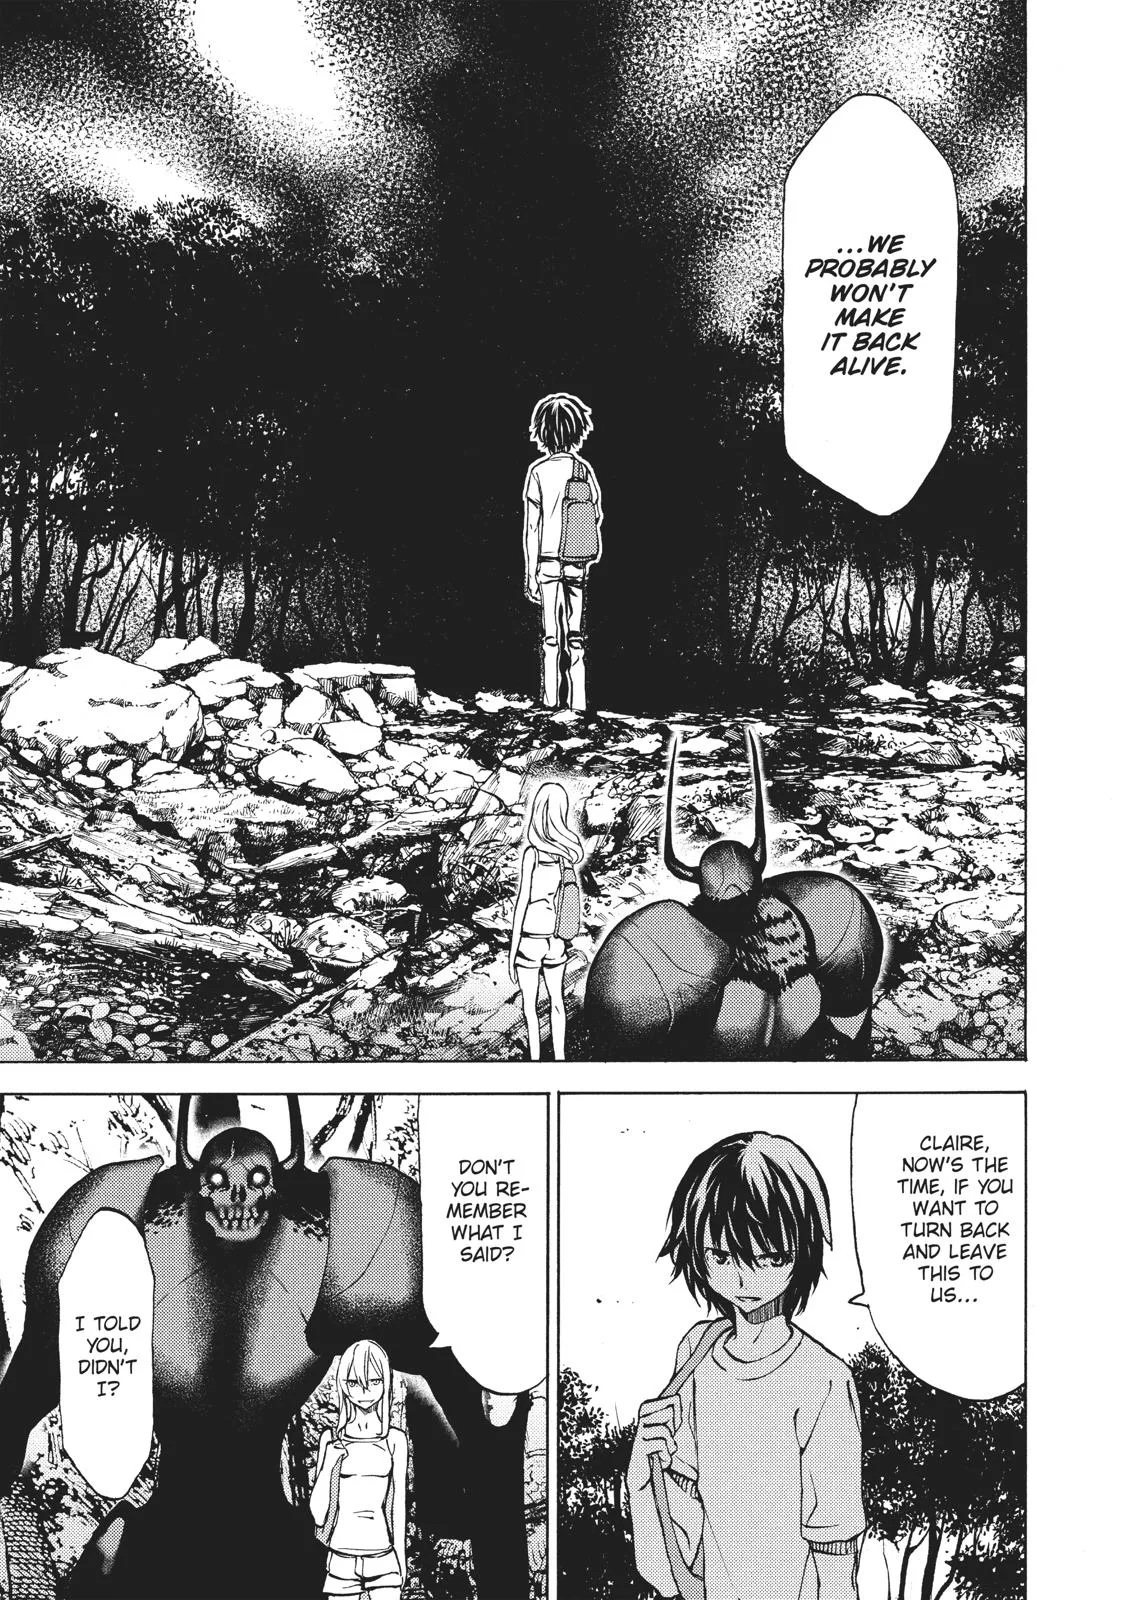 ...WE
PROBABLY
WON'T
MAKE
IT BACK
ALIVE.
CLAIRE,
NOW'S THE
TIME, IF YOU
WANT TO
TURN BACK
AND LEAVE
THIS TO
US...
DON'T
YOU RE-
MEMBER
WHAT I
SAID?
I TOLD
YOU,
DIDN'T
I?